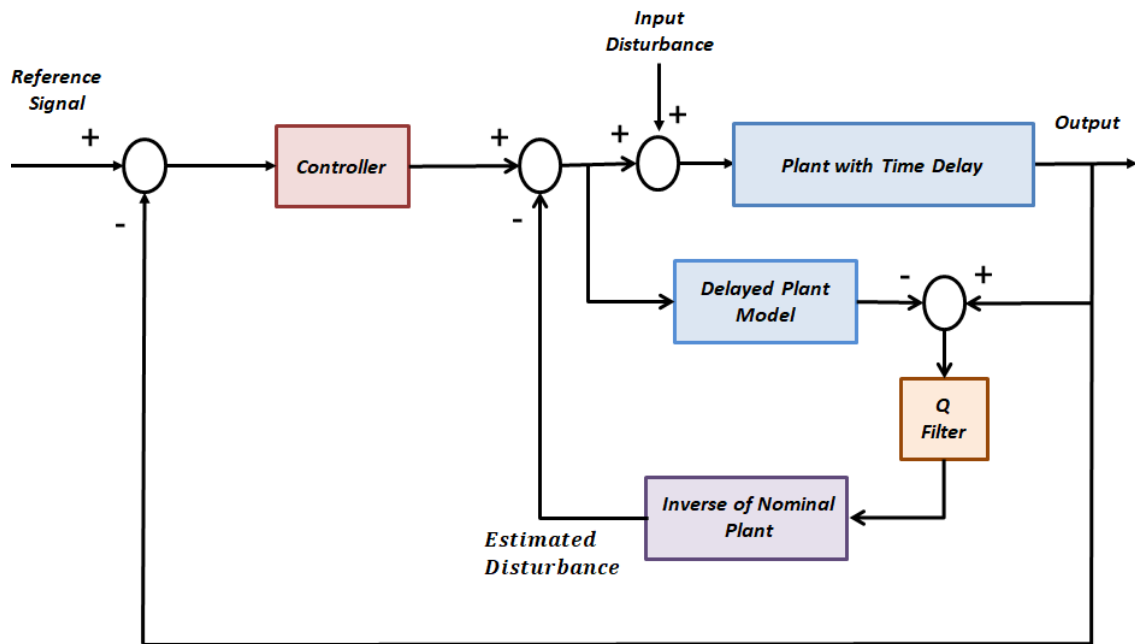 Input
Disturbance
Reference
Signal
+
+
+
+
Output
Controller
Plant with Time Delay
-
-
-
+
Delayed Plant
Model
Q
Filter
Inverse of Nominal
Plant
Estimated
Disturbance